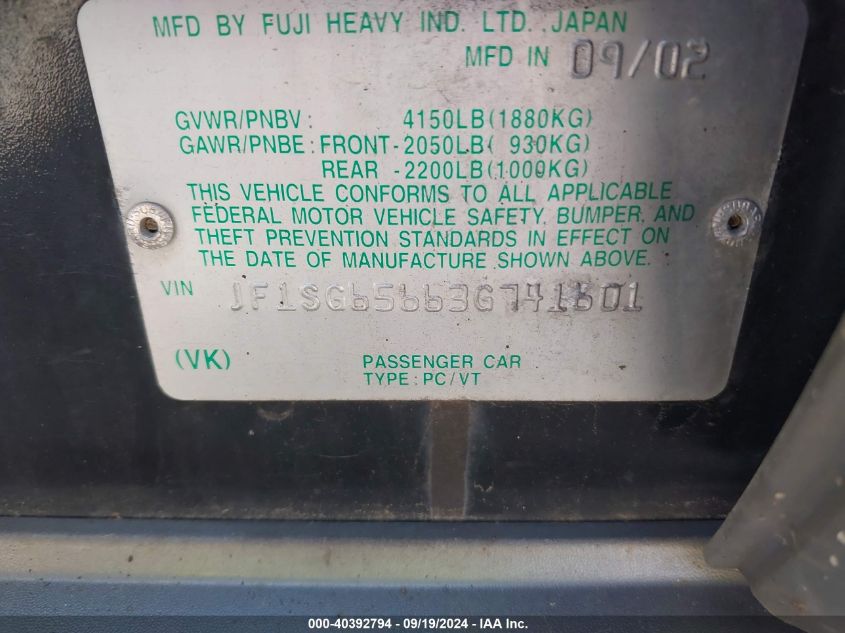 MFD BY FUJI HEAVY IND. LTD. JAPAN
MFD IN 09/02
GVWR/PNBV: 4150LB(1880KG)
GAWR/PNBE: FRONT-2050LB( 930KG)
REAR -2200LB(1000KG)
THIS VEHICLE CONFORMS TO ALL APPLICABLE
FEDERAL MOTOR VEHICLE SAFETY, BUMPER, AND
THEFT PREVENTION STANDARDS IN EFFECT ON
THE DATE OF MANUFACTURE SHOWN ABOVE.
VIN JF1SG65663G741601
(VK) PASSENGER CAR
TYPE: PC/VT
000-40392794 - 09/19/2024 - IAA Inc.